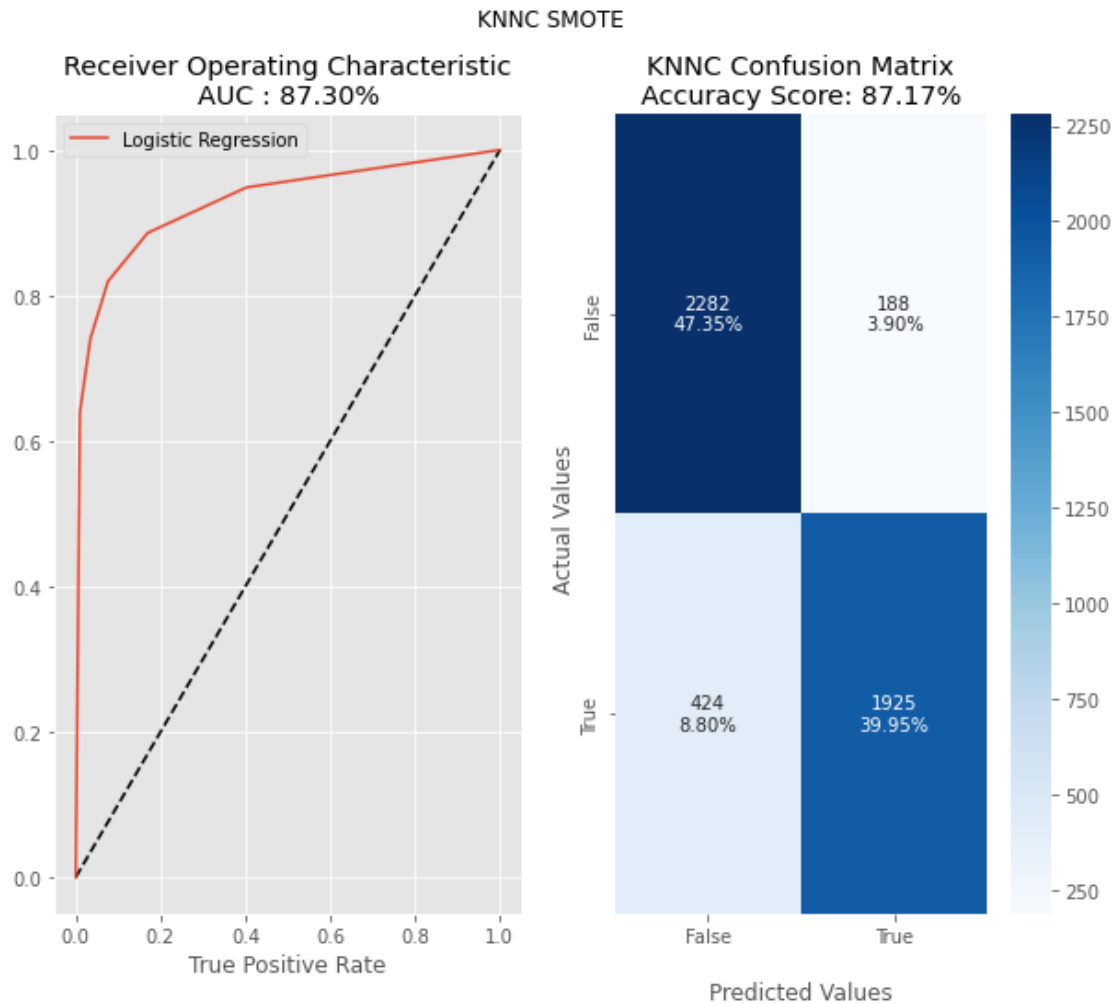 KNNC SMOTE
Receiver Operating Characteristic
AUC : 87.30%
Logistic Regression
1.0
0.8
0.6
0.4
0.2
0.0
0.0 0.2 0.4 0.6 0.8 1.0
True Positive Rate
KNNC Confusion Matrix
Accuracy Score: 87.17%
Actual Values
False
True
2282
47.35%
188
3.90%
424
8.80%
1925
39.95%
False True
Predicted Values
2250
2000
1750
1500
1250
1000
750
500
250